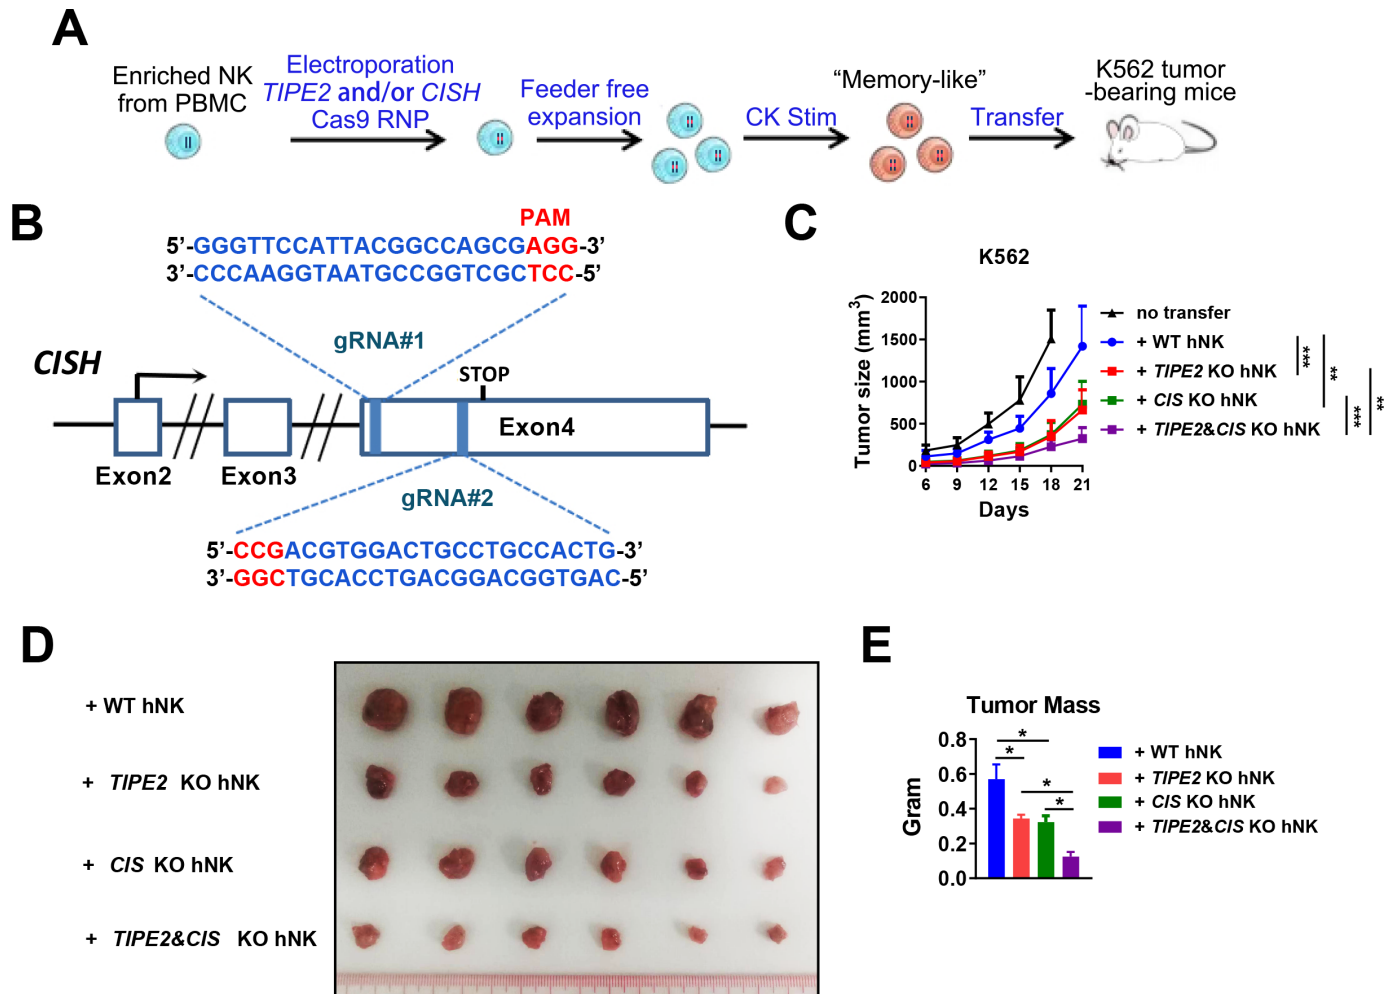 A
Enriched NK
from PBMC
Electroporation
TIPE2 and/or CISH
Cas9 RNP
Feeder free
expansion
CK Stim
“Memory-like”
Transfer
K562 tumor
-bearing mice
B
PAM
5’-GGGTTCCATTACGGCCAGCGAGG-3’
3’-CCCAAGGTAATGCCGGTCGCTCC-5’
gRNA#1
CISH
STOP
Exon4
Exon2
Exon3
gRNA#2
5’-CCGACGTGGACTGCCTGCCACTG-3’
3’-GGCTGCACCTGACGGACGGTGAC-5’
C
K562
Tumor size (mm3)
2000
1500
1000
500
0
6 9 12 15 18 21
Days
no transfer
+ WT hNK
+ TIPE2 KO hNK
+ CIS KO hNK
+ TIPE2&CIS KO hNK
***
**
***
**
D
+ WT hNK
+ TIPE2 KO hNK
+ CIS KO hNK
+ TIPE2&CIS KO hNK
E
Tumor Mass
Gram
0.8
0.6
0.4
0.2
0.0
*
*
*
*
+ WT hNK
+ TIPE2 KO hNK
+ CIS KO hNK
+ TIPE2&CIS KO hNK